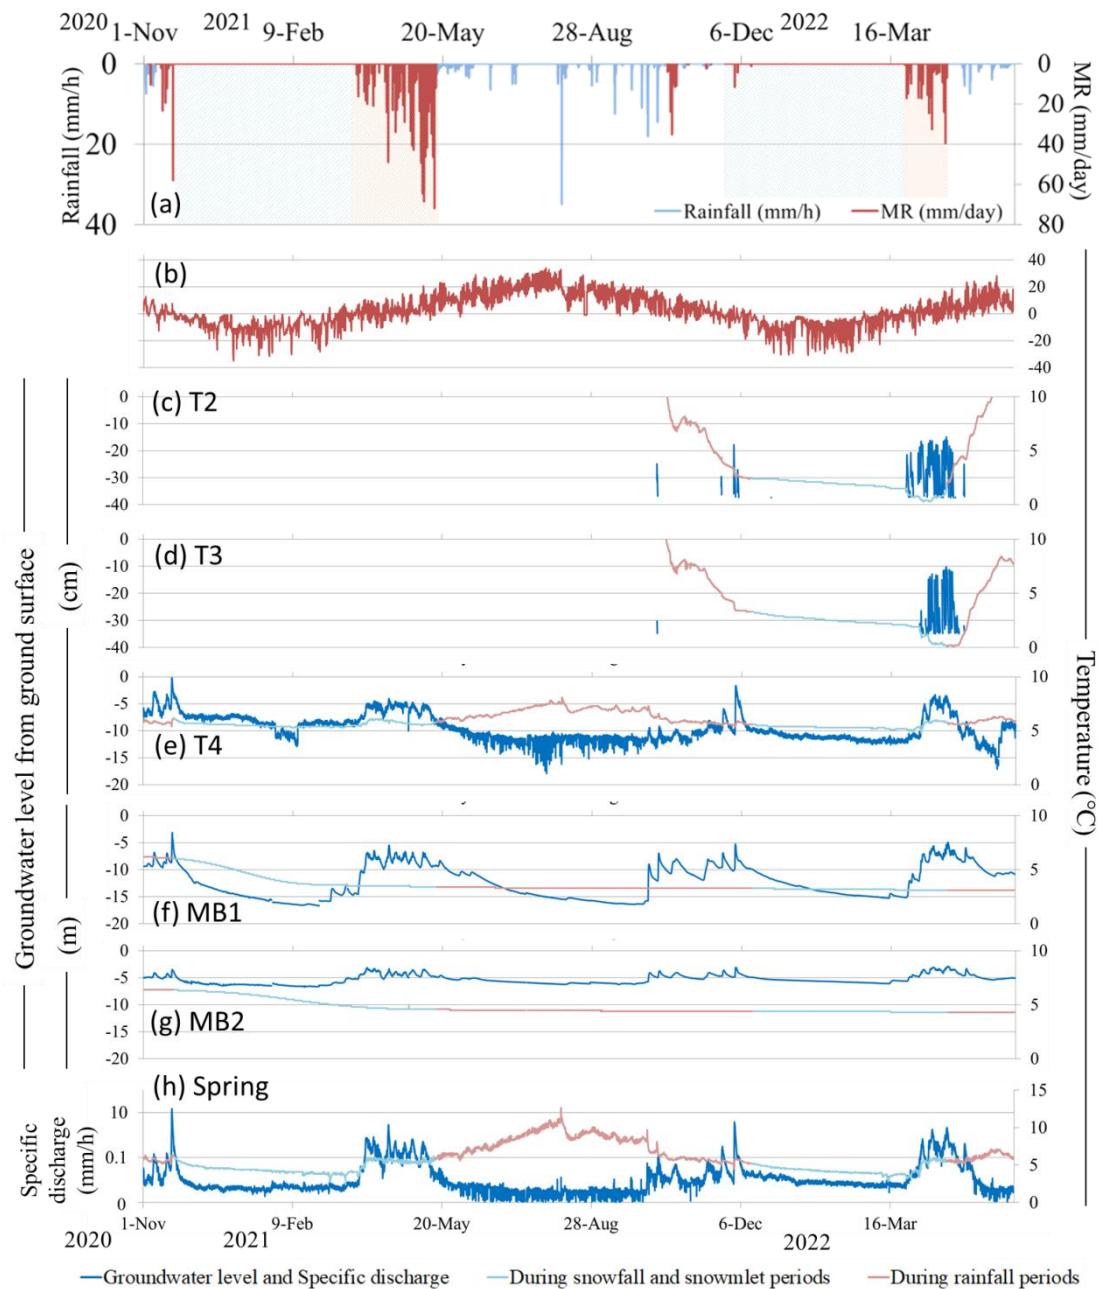 2020 2021 2022
1-Nov 9-Feb 20-May 28-Aug 6-Dec 16-Mar
Rainfall (mm/h)
0
20
40
(a)
Rainfall (mm/h) MR (mm/day)
0
20
40
60
80
MR (mm/day)
(b)
40
20
0
-20
-40
Groundwater level from ground surface
(cm)
(m)
Temperature (°C)
(c) T2
0
-10
-20
-30
-40
10
5
0
(d) T3
0
-10
-20
-30
-40
10
5
0
(e) T4
0
-5
-10
-15
-20
10
5
0
(f) MB1
0
-5
-10
-15
-20
10
5
0
(g) MB2
0
-5
-10
-15
-20
10
5
0
(h) Spring
Specific
discharge
(mm/h)
10
0.1
0
15
10
5
0
1-Nov 9-Feb 20-May 28-Aug 6-Dec 16-Mar
2020 2021 2022
Groundwater level and Specific discharge During snowfall and snowmlet periods During rainfall periods